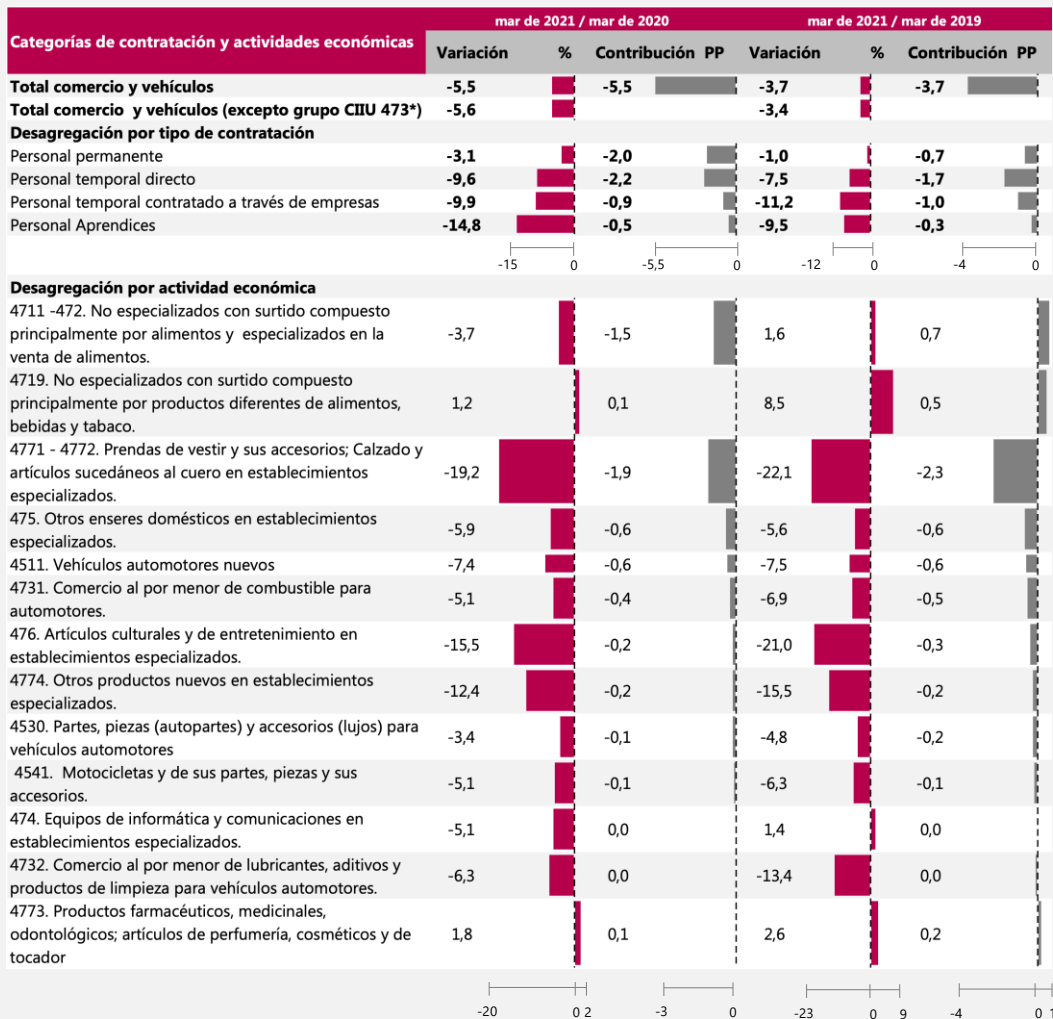 mar de 2021 / mar de 2020 mar de 2021 / mar de 2019
Categorías de contratación y actividades económicas Variación % Contribución PP Variación % Contribución PP
Total comercio y vehículos -5,5 -5,5 -3,7 -3,7
Total comercio y vehículos (excepto grupo CIIU 473*) -5,6 -3,4
Desagregación por tipo de contratación
Personal permanente -3,1 -2,0 -1,0 -0,7
Personal temporal directo -9,6 -2,2 -7,5 -1,7
Personal temporal contratado a través de empresas -9,9 -0,9 -11,2 -1,0
Personal Aprendices -14,8 -0,5 -9,5 -0,3
-15 0 -5,5 0 -12 0 -4 0
Desagregación por actividad económica
4711 -472. No especializados con surtido compuesto
principalmente por alimentos y especializados en la -3,7 -1,5 1,6 0,7
venta de alimentos.
4719. No especializados con surtido compuesto
principalmente por productos diferentes de alimentos, 1,2 0,1 8,5 0,5
bebidas y tabaco.
4771 - 4772. Prendas de vestir y sus accesorios; Calzado y
artículos sucedáneos al cuero en establecimientos -19,2 -1,9 -22,1 -2,3
especializados.
475. Otros enseres domésticos en establecimientos
especializados. -5,9 -0,6 -5,6 -0,6
4511. Vehículos automotores nuevos -7,4 -0,6 -7,5 -0,6
4731. Comercio al por menor de combustible para
automotores. -5,1 -0,4 -6,9 -0,5
476. Artículos culturales y de entretenimiento en
establecimientos especializados. -15,5 -0,2 -21,0 -0,3
4774. Otros productos nuevos en establecimientos
especializados. -12,4 -0,2 -15,5 -0,2
4530. Partes, piezas (autopartes) y accesorios (lujos) para
vehículos automotores -3,4 -0,1 -4,8 -0,2
4541. Motocicletas y de sus partes, piezas y sus
accesorios. -5,1 -0,1 -6,3 -0,1
474. Equipos de informática y comunicaciones en
establecimientos especializados. -5,1 0,0 1,4 0,0
4732. Comercio al por menor de lubricantes, aditivos y
productos de limpieza para vehículos automotores. -6,3 0,0 -13,4 0,0
4773. Productos farmacéuticos, medicinales,
odontológicos; artículos de perfumería, cosméticos y de 1,8 0,1 2,6 0,2
tocador
-20 0 2 -3 0 -23 0 9 -4 0 1